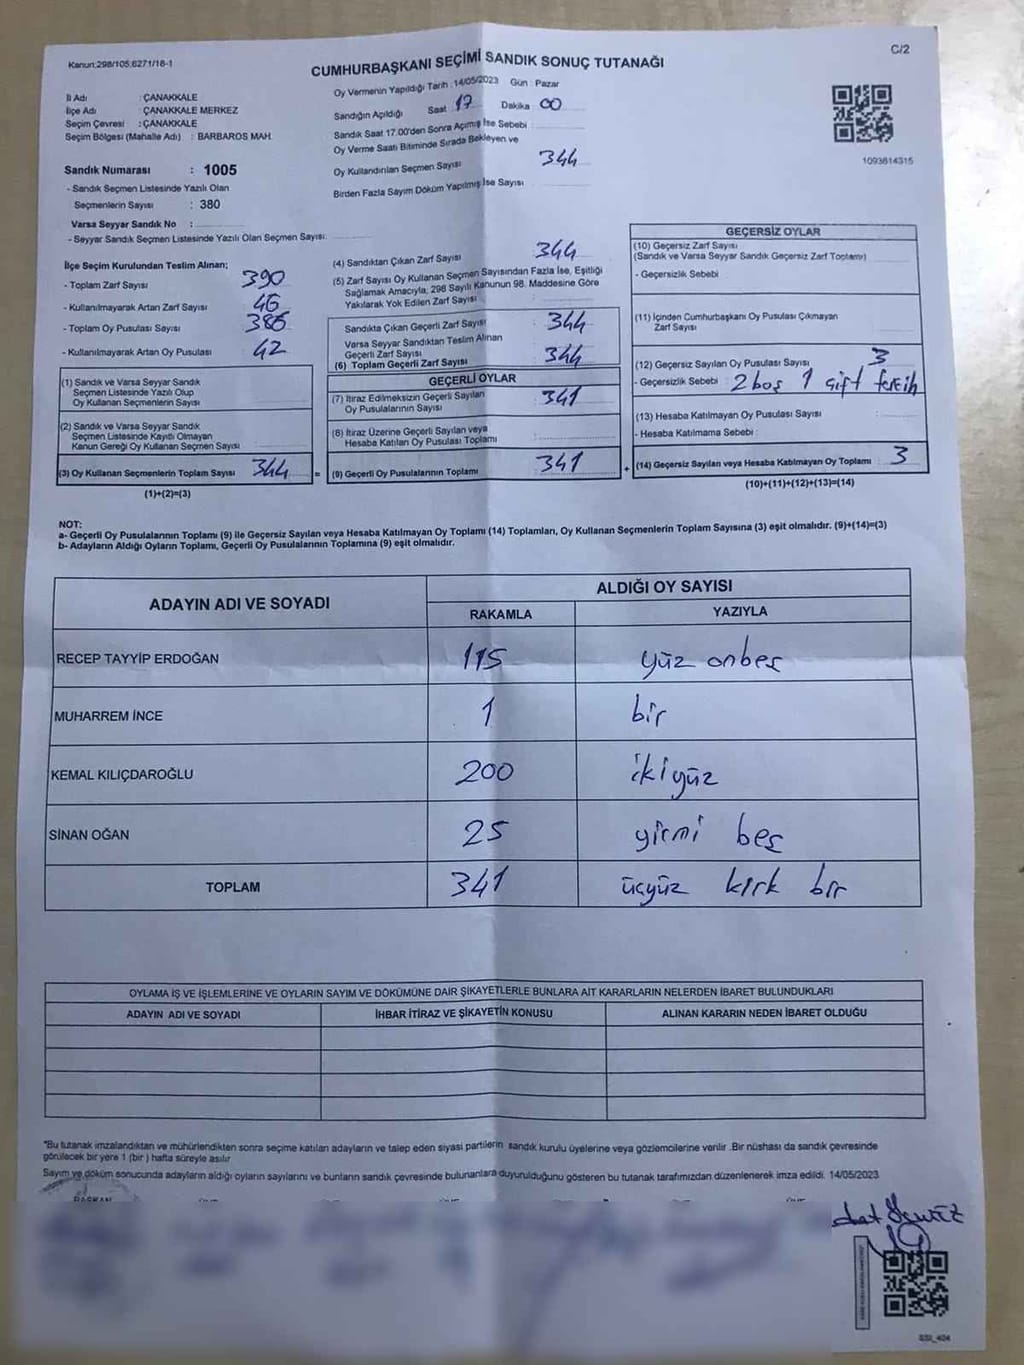 Kanun:298/105;6271/18-1
C/2
CUMHURBAŞKANI SEÇİMİ SANDIK SONUÇ TUTANAĞI
İl Adı : ÇANAKKALE
İlçe Adı : ÇANAKKALE MERKEZ
Seçim Çevresi : ÇANAKKALE
Seçim Bölgesi (Mahalle Adı) : BARBAROS MAH.
Oy Vermenin Yapıldığı Tarih :14/05/2023 Gün : Pazar
Sandığın Açıldığı Saat 17 Dakika 00
Sandık Saat 17.00'den Sonra Açılmış İse Sebebi :
Oy Verme Saati Bitiminde Sırada Bekleyen ve
Oy Kullandırılan Seçmen Sayısı 344
Birden Fazla Sayım Döküm Yapılmış İse Sayısı :
1093614315
Sandık Numarası : 1005
- Sandık Seçmen Listesinde Yazılı Olan
Seçmenlerin Sayısı : 380
Varsa Seyyar Sandık No :
- Seyyar Sandık Seçmen Listesinde Yazılı Olan Seçmen Sayısı:
İlçe Seçim Kurulundan Teslim Alınan;
- Toplam Zarf Sayısı : 390
- Kullanılmayarak Artan Zarf Sayısı : 46
- Toplam Oy Pusulası Sayısı : 386
- Kullanılmayarak Artan Oy Pusulası : 42
(1) Sandık ve Varsa Seyyar Sandık
Seçmen Listesinde Yazılı Olup
Oy Kullanan Seçmenlerin Sayısı
(2) Sandık ve Varsa Seyyar Sandık
Seçmen Listesinde Kayıtlı Olmayan
Kanun Gereği Oy Kullanan Seçmen Sayısı
(3) Oy Kullanan Seçmenlerin Toplam Sayısı 344 =
(1)+(2)=(3)
(4) Sandıktan Çıkan Zarf Sayısı : 344
(5) Zarf Sayısı Oy Kullanan Seçmen Sayısından Fazla İse, Eşitliği
Sağlamak Amacıyla, 298 Sayılı Kanunun 98. Maddesine Göre
Yakılarak Yok Edilen Zarf Sayısı
Sandıkta Çıkan Geçerli Zarf Sayısı : 344
Varsa Seyyar Sandıktan Teslim Alınan
Geçerli Zarf Sayısı
(6) Toplam Geçerli Zarf Sayısı : 344
GEÇERLİ OYLAR
(7) İtiraz Edilmeksizin Geçerli Sayılan
Oy Pusulalarının Sayısı : 341
(8) İtiraz Üzerine Geçerli Sayılan veya
Hesaba Katılan Oy Pusulası Toplamı :
(9) Geçerli Oy Pusulalarının Toplamı : 341 +
GEÇERSİZ OYLAR
(10) Geçersiz Zarf Sayısı
(Sandık ve Varsa Seyyar Sandık Geçersiz Zarf Toplamı)
- Geçersizlik Sebebi
(11) İçinden Cumhurbaşkanı Oy Pusulası Çıkmayan
Zarf Sayısı
(12) Geçersiz Sayılan Oy Pusulası Sayısı : 3
- Geçersizlik Sebebi : 2 boş 1 çift tercih
(13) Hesaba Katılmayan Oy Pusulası Sayısı :
- Hesaba Katılmama Sebebi :
(14) Geçersiz Sayılan veya Hesaba Katılmayan Oy Toplamı : 3
(10)+(11)+(12)+(13)=(14)
NOT:
a- Geçerli Oy Pusulalarının Toplamı (9) ile Geçersiz Sayılan veya Hesaba Katılmayan Oy Toplamı (14) Toplamları, Oy Kullanan Seçmenlerin Toplam Sayısına (3) eşit olmalıdır. (9)+(14)=(3)
b- Adayların Aldığı Oyların Toplamı, Geçerli Oy Pusulalarının Toplamına (9) eşit olmalıdır.
ADAYIN ADI VE SOYADI
ALDIĞI OY SAYISI
RAKAMLA YAZIYLA
RECEP TAYYİP ERDOĞAN 115 yüz onbeş
MUHARREM İNCE 1 bir
KEMAL KILIÇDAROĞLU 200 ikiyüz
SİNAN OĞAN 25 yirmi beş
TOPLAM 341 üçyüz kırk bir
OYLAMA İŞ VE İŞLEMLERİNE VE OYLARIN SAYIM VE DÖKÜMÜNE DAİR ŞİKAYETLERLE BUNLARA AİT KARARLARIN NELERDEN İBARET BULUNDUKLARI
ADAYIN ADI VE SOYADI İHBAR İTİRAZ VE ŞİKAYETİN KONUSU ALINAN KARARIN NEDEN İBARET OLDUĞU
*Bu tutanak imzalandıktan ve mühürlendikten sonra seçime katılan adayların ve talep eden siyasi partilerin sandık kurulu üyelerine veya gözlemcilerine verilir. Bir nüshası da sandık çevresinde
görülecek bir yere 1 (bir ) hafta süreyle asılır
Sayım ve döküm sonucunda adayların aldığı oyların sayılarını ve bunların sandık çevresinde bulunanlara duyurulduğunu gösteren bu tutanak tarafımızdan düzenlenerek imza edildi. 14/05/2023
BAŞKAN